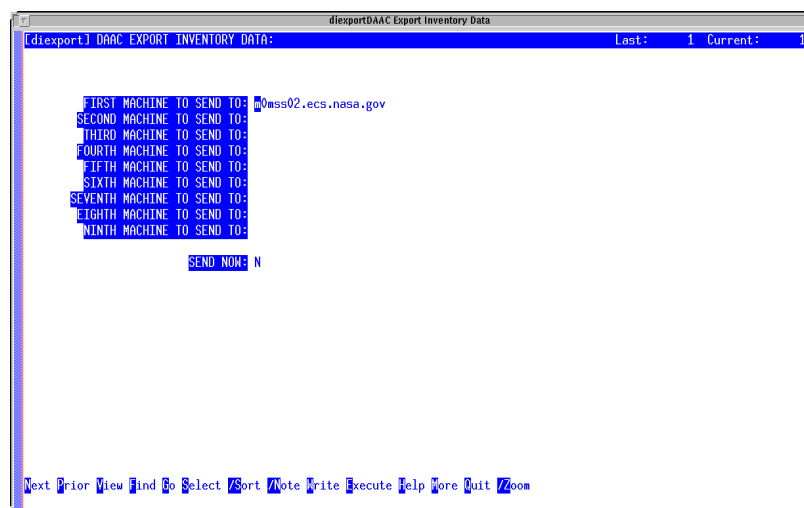 diexportDAAC Export Inventory Data
[diexport] DAAC EXPORT INVENTORY DATA: Last: 1 Current: 1
FIRST MACHINE TO SEND TO: m0mss02.ecs.nasa.gov
SECOND MACHINE TO SEND TO:
THIRD MACHINE TO SEND TO:
FOURTH MACHINE TO SEND TO:
FIFTH MACHINE TO SEND TO:
SIXTH MACHINE TO SEND TO:
SEVENTH MACHINE TO SEND TO:
EIGHTH MACHINE TO SEND TO:
NINTH MACHINE TO SEND TO:
SEND NOW: N
Next Prior View Find Go Select /Sort /Note Write Execute Help More Quit /Zoom